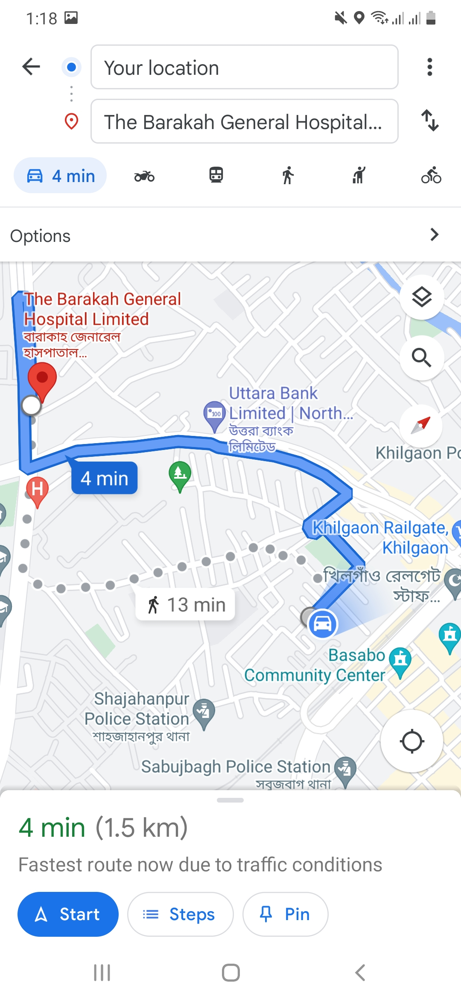 1:18
Your location
The Barakah General Hospital...
4 min
Options
The Barakah General
Hospital Limited
বারাকাহ জেনারেল
হাসপাতাল...
Uttara Bank
Limited | North...
উত্তরা ব্যাংক
লিমিটেড
100
Khilgaon Po
4 min
H
Khilgaon Railgate,
Khilgaon
খিলগাঁও রেলগেট
স্টাফ...
13 min
Basabo
Community Center
Shajahanpur
Police Station
শাহজাহানপুর থানা
Sabujbagh Police Station
সবুজবাগ থানা
4 min (1.5 km)
Fastest route now due to traffic conditions
Start
Steps
Pin